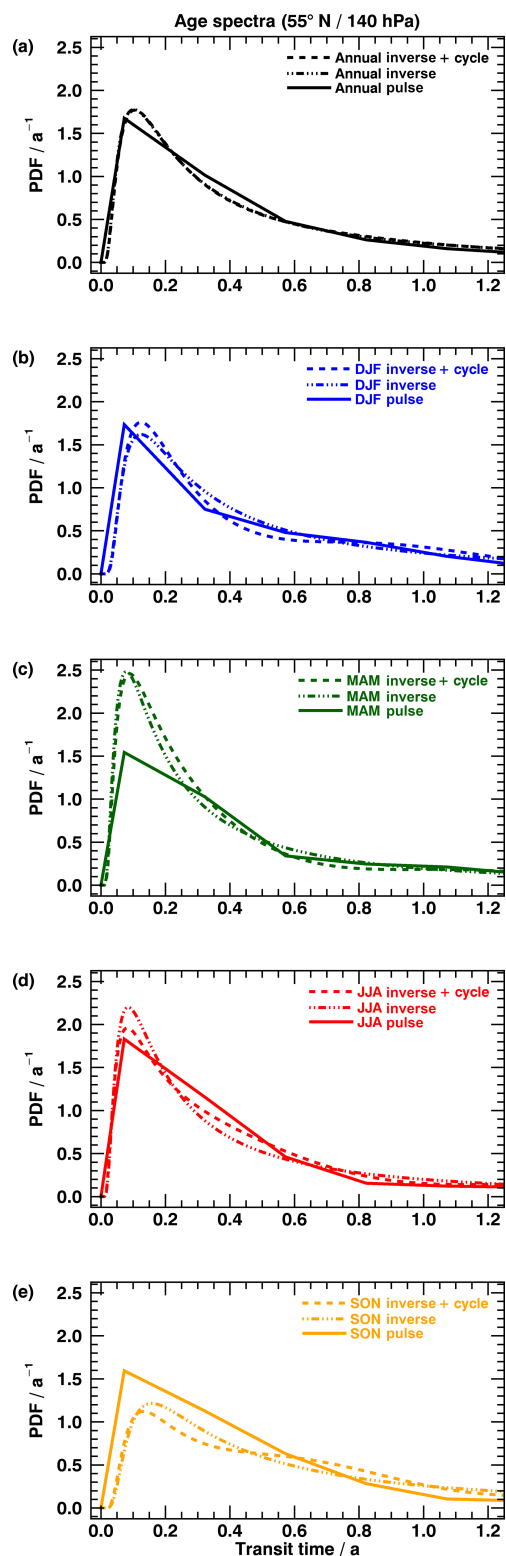 Age spectra (55° N / 140 hPa)
(a)
Annual inverse + cycle
Annual inverse
Annual pulse
PDF / a⁻¹
2.5
2.0
1.5
1.0
0.5
0.0
0.0 0.2 0.4 0.6 0.8 1.0 1.2
(b)
DJF inverse + cycle
DJF inverse
DJF pulse
PDF / a⁻¹
2.5
2.0
1.5
1.0
0.5
0.0
0.0 0.2 0.4 0.6 0.8 1.0 1.2
(c)
MAM inverse + cycle
MAM inverse
MAM pulse
PDF / a⁻¹
2.5
2.0
1.5
1.0
0.5
0.0
0.0 0.2 0.4 0.6 0.8 1.0 1.2
(d)
JJA inverse + cycle
JJA inverse
JJA pulse
PDF / a⁻¹
2.5
2.0
1.5
1.0
0.5
0.0
0.0 0.2 0.4 0.6 0.8 1.0 1.2
(e)
SON inverse + cycle
SON inverse
SON pulse
PDF / a⁻¹
2.5
2.0
1.5
1.0
0.5
0.0
0.0 0.2 0.4 0.6 0.8 1.0 1.2
Transit time / a